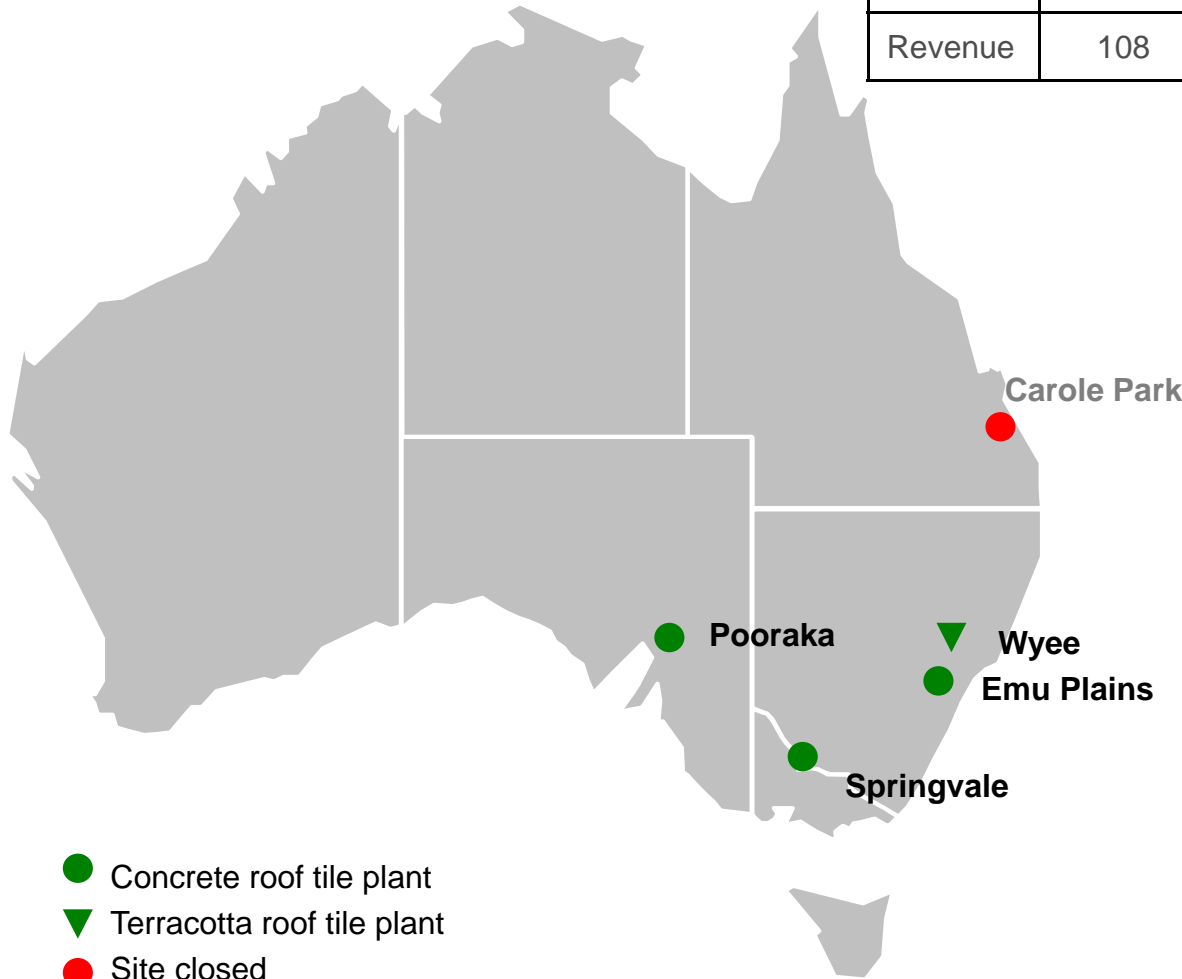 Revenue 108
Carole Park
Pooraka
Wyee
Emu Plains
Springvale
Concrete roof tile plant
Terracotta roof tile plant
Site closed